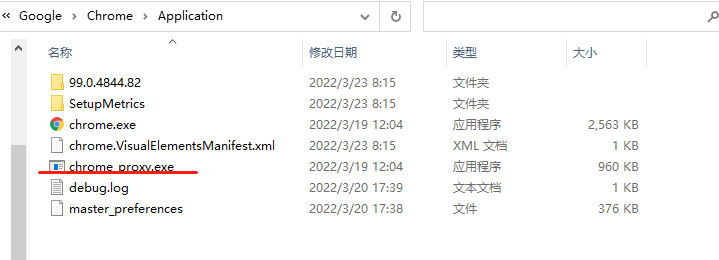 « Google > Chrome > Application
名称 修改日期 类型 大小
99.0.4844.82 2022/3/23 8:15 文件夹
SetupMetrics 2022/3/23 8:15 文件夹
chrome.exe 2022/3/19 12:04 应用程序 2,563 KB
chrome.VisualElementsManifest.xml 2022/3/23 8:15 XML 文档 1 KB
chrome_proxy.exe 2022/3/19 12:04 应用程序 960 KB
debug.log 2022/3/20 17:39 文本文档 1 KB
master_preferences 2022/3/20 17:38 文件 376 KB